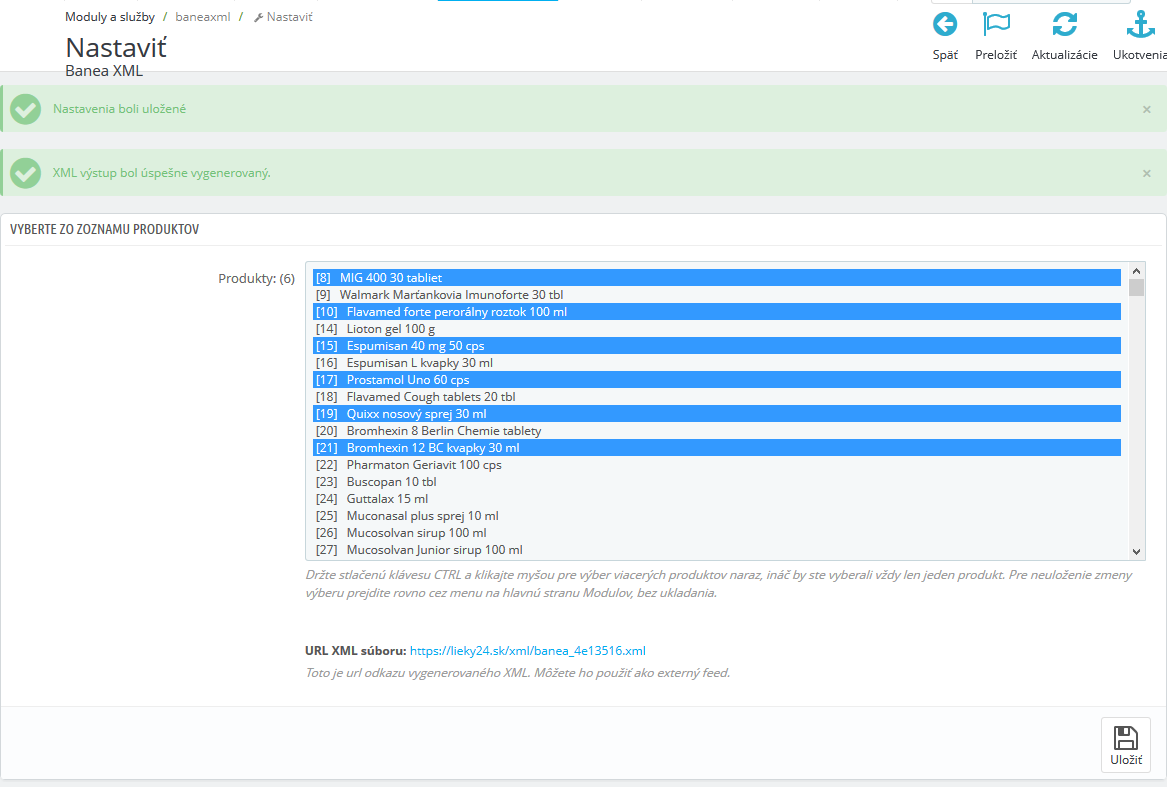 Moduly a služby / baneaxml / Nastaviť
Nastaviť
Banea XML
Späť Preložiť Aktualizácie Ukotvenia
Nastavenia boli uložené ×
XML výstup bol úspešne vygenerovaný. ×
VYBERTE ZO ZOZNAMU PRODUKTOV
Produkty: (6)
[8] MIG 400 30 tabliet
[9] Walmark Marťankovia Imunoforte 30 tbl
[10] Flavamed forte perorálny roztok 100 ml
[14] Lioton gel 100 g
[15] Espumisan 40 mg 50 cps
[16] Espumisan L kvapky 30 ml
[17] Prostamol Uno 60 cps
[18] Flavamed Cough tablets 20 tbl
[19] Quixx nosový sprej 30 ml
[20] Bromhexin 8 Berlin Chemie tablety
[21] Bromhexin 12 BC kvapky 30 ml
[22] Pharmaton Geriavit 100 cps
[23] Buscopan 10 tbl
[24] Guttalax 15 ml
[25] Muconasal plus sprej 10 ml
[26] Mucosolvan sirup 100 ml
[27] Mucosolvan Junior sirup 100 ml
Držte stlačenú klávesu CTRL a klikajte myšou pre výber viacerých produktov naraz, ináč by ste vyberali vždy len jeden produkt. Pre neuloženie zmeny
výberu prejdite rovno cez menu na hlavnú stranu Modulov, bez ukladania.
URL XML súboru: https://lieky24.sk/xml/banea_4e13516.xml
Toto je url odkazu vygenerovaného XML. Môžete ho použiť ako externý feed.
Uložiť